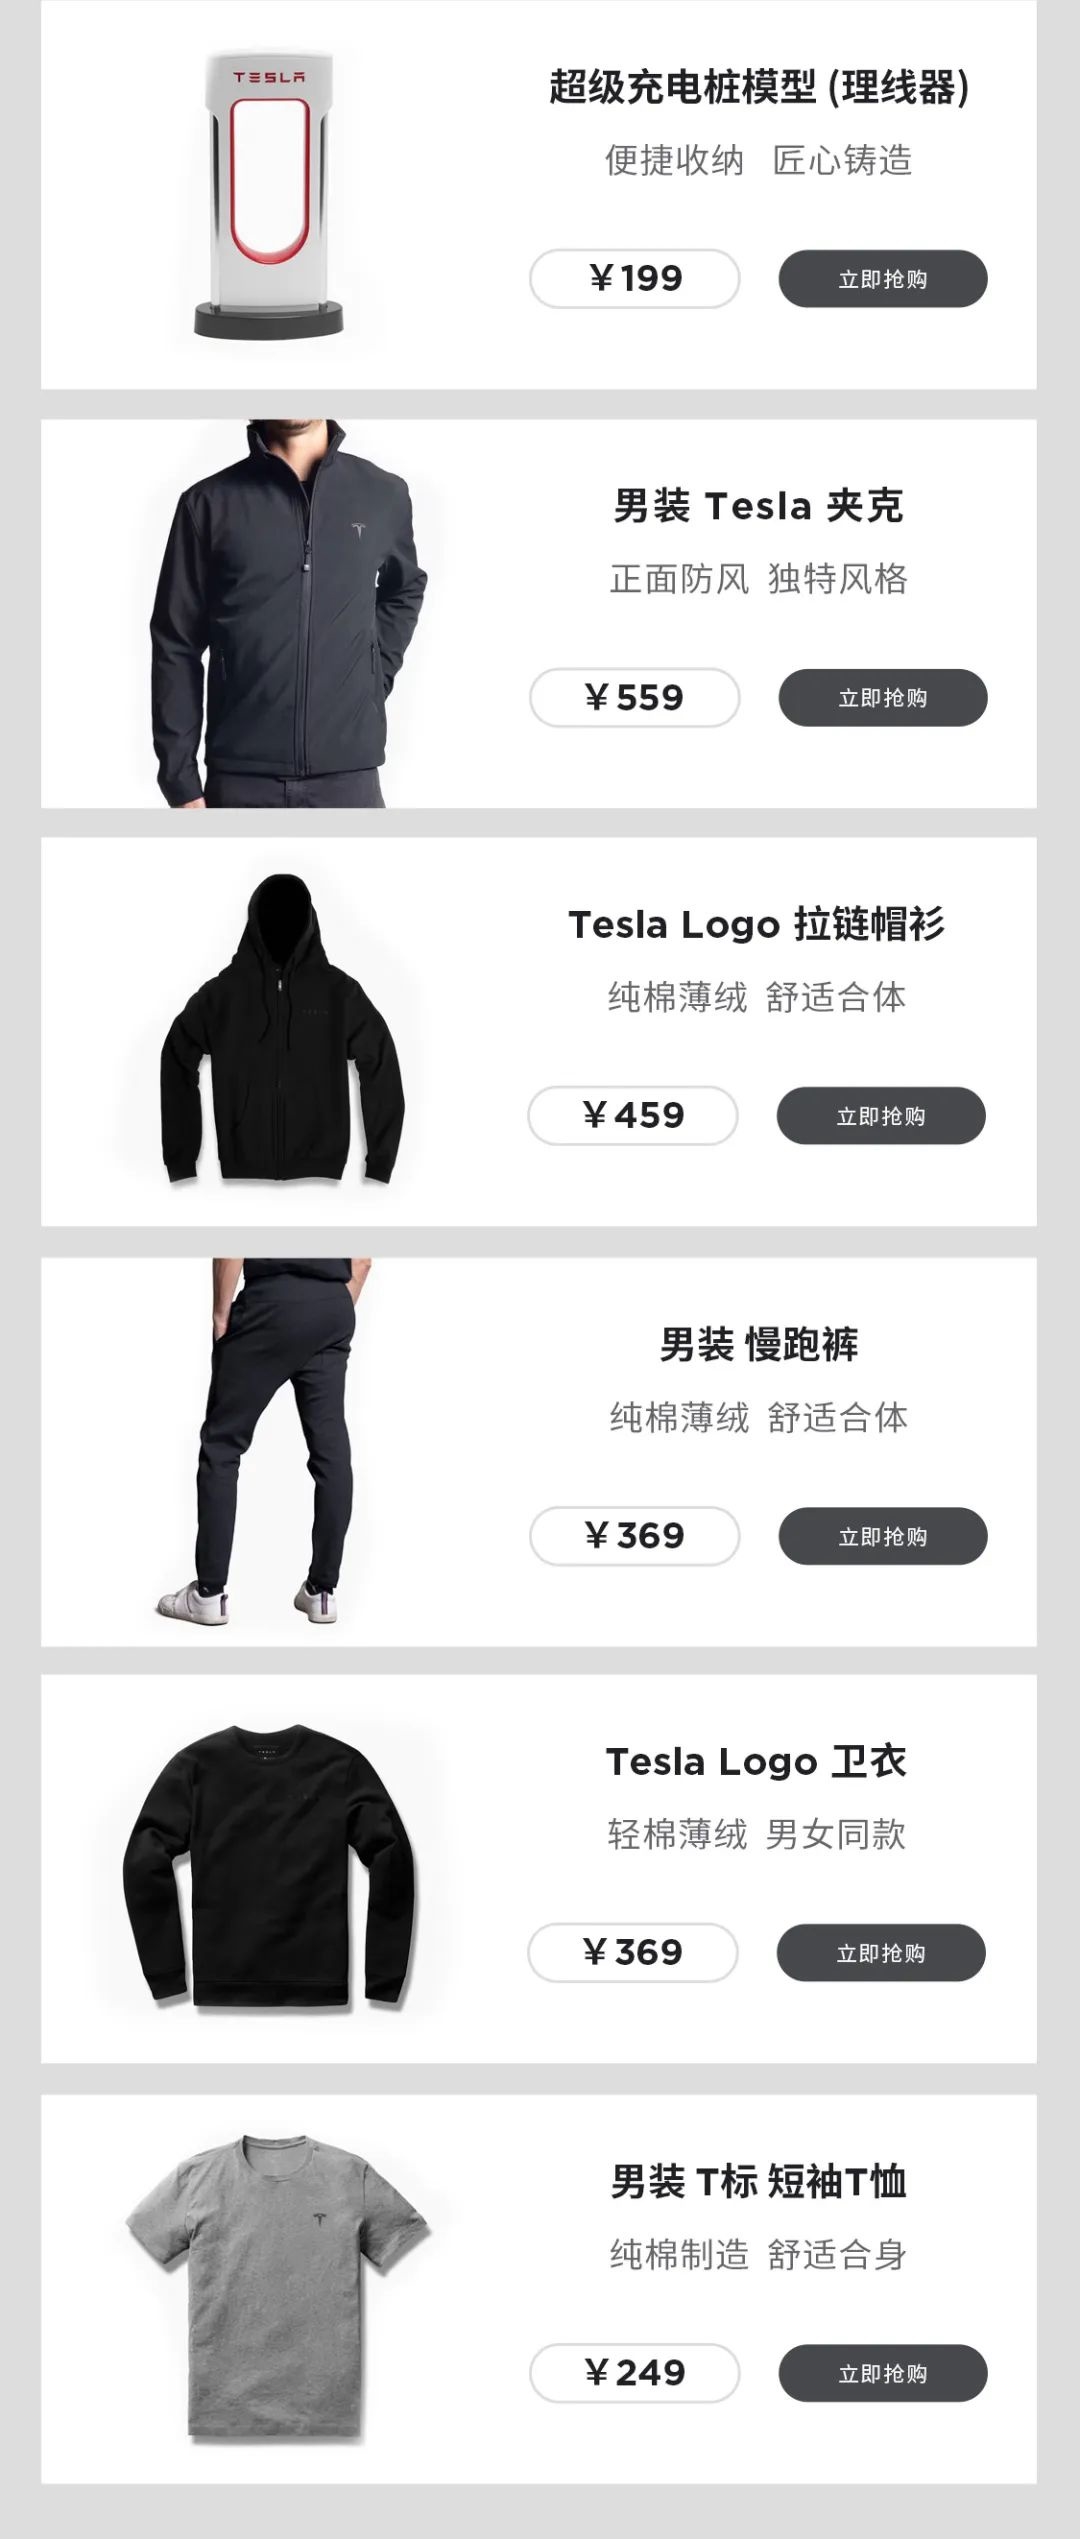 TESLA
超级充电桩模型 (理线器)
便捷收纳 匠心铸造
¥199 立即抢购
男装 Tesla 夹克
正面防风 独特风格
¥559 立即抢购
Tesla Logo 拉链帽衫
纯棉薄绒 舒适合体
¥459 立即抢购
男装 慢跑裤
纯棉薄绒 舒适合体
¥369 立即抢购
Tesla Logo 卫衣
轻棉薄绒 男女同款
¥369 立即抢购
男装 T标 短袖T恤
纯棉制造 舒适合身
¥249 立即抢购